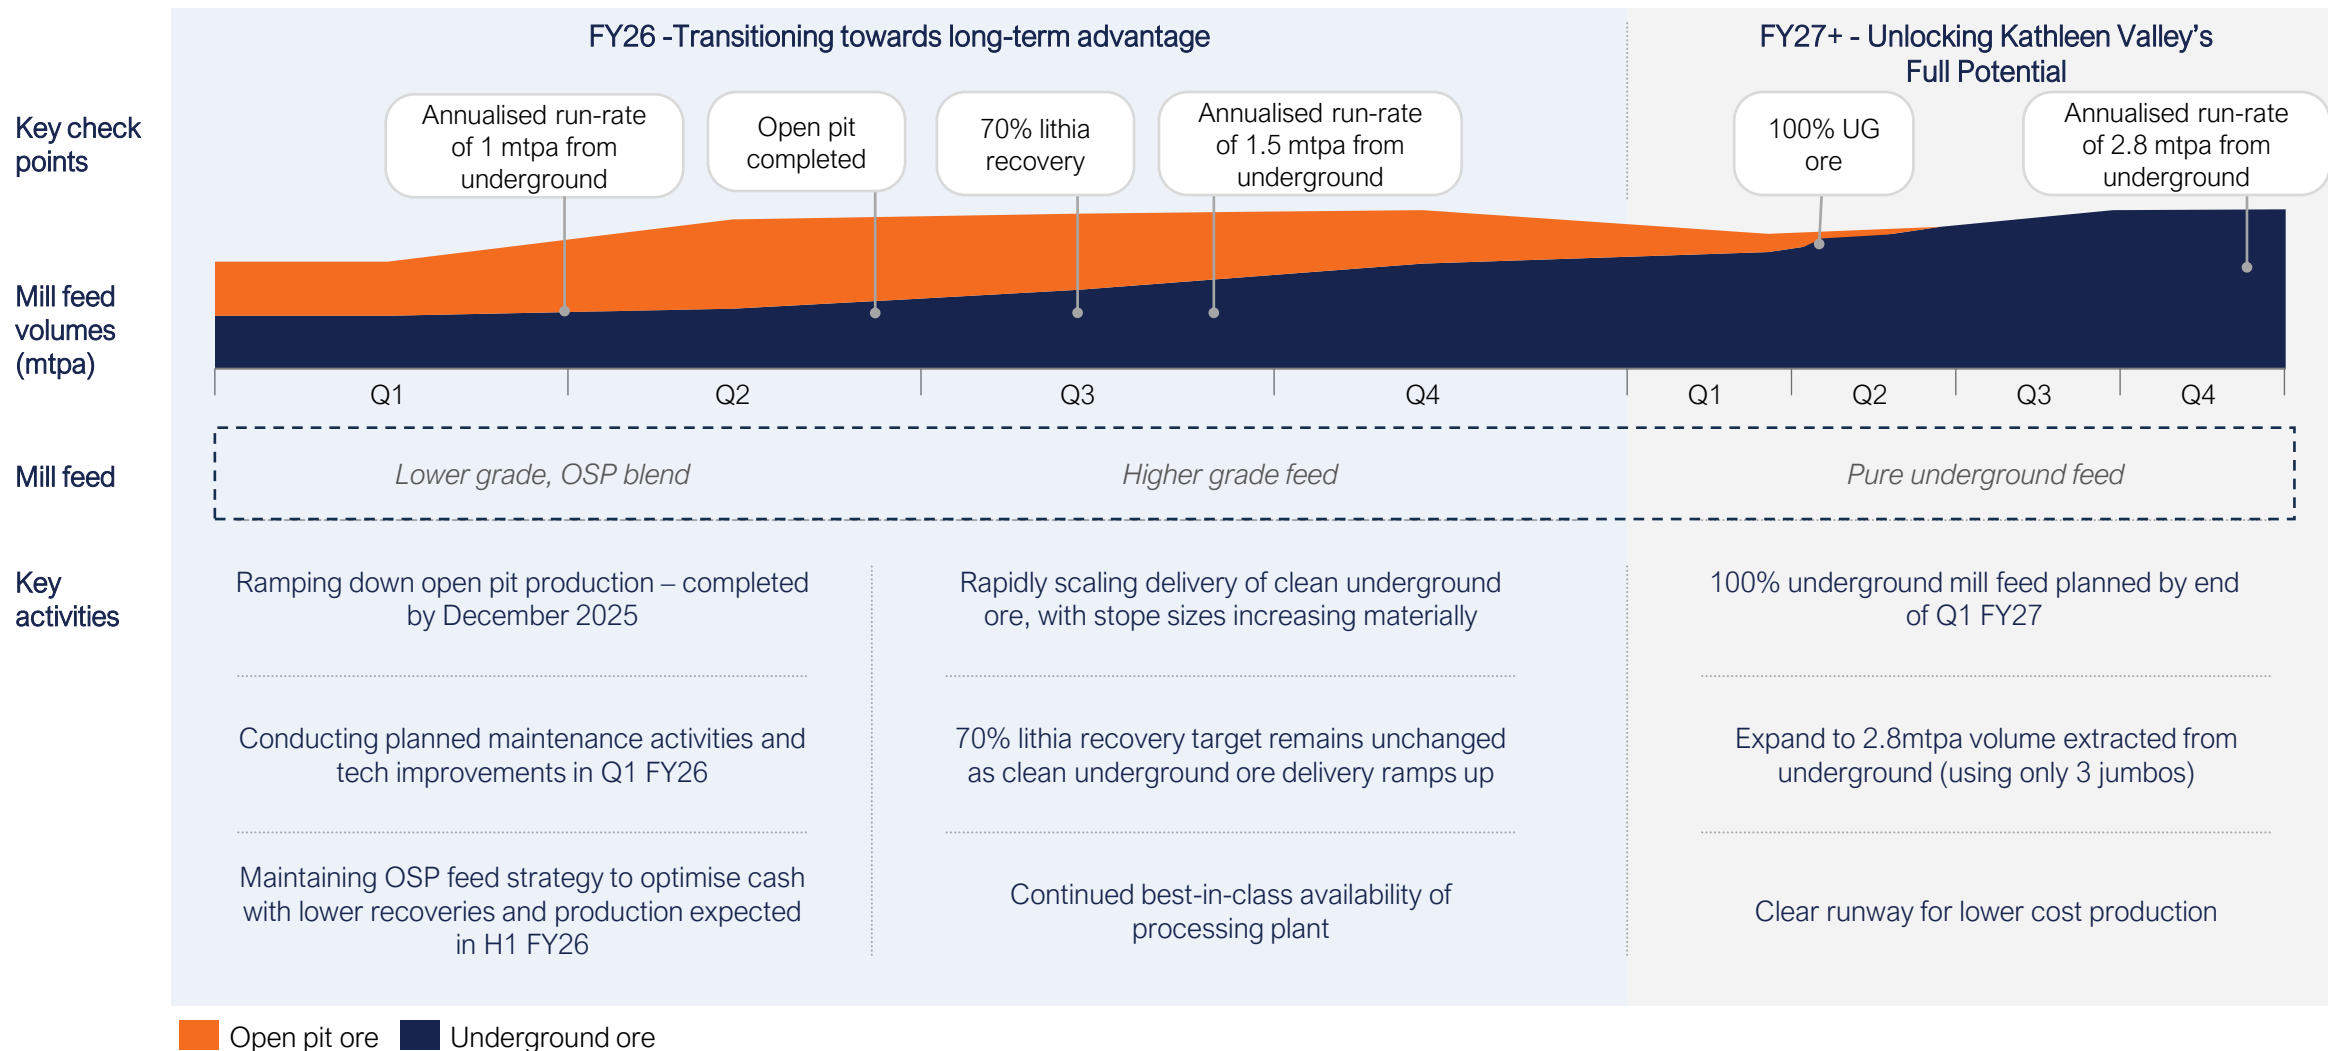 FY26 -Transitioning towards long-term advantage
FY27+ - Unlocking Kathleen Valley's
Full Potential
Key check
points
Annualised run-rate
of 1 mtpa from
underground
Open pit
completed
70% lithia
recovery
Annualised run-rate
of 1.5 mtpa from
underground
100% UG
ore
Annualised run-rate
of 2.8 mtpa from
underground
Mill feed
volumes
(mtpa)
Q1
Q2
Q3
Q4
Q1
Q2
Q3
Q4
Mill feed
Lower grade, OSP blend
Higher grade feed
Pure underground feed
Key
activities
Ramping down open pit production – completed
by December 2025
Conducting planned maintenance activities and
tech improvements in Q1 FY26
Maintaining OSP feed strategy to optimise cash
with lower recoveries and production expected
in H1 FY26
Rapidly scaling delivery of clean underground
ore, with stope sizes increasing materially
70% lithia recovery target remains unchanged
as clean underground ore delivery ramps up
Continued best-in-class availability of
processing plant
100% underground mill feed planned by end
of Q1 FY27
Expand to 2.8mtpa volume extracted from
underground (using only 3 jumbos)
Clear runway for lower cost production
Open pit ore
Underground ore